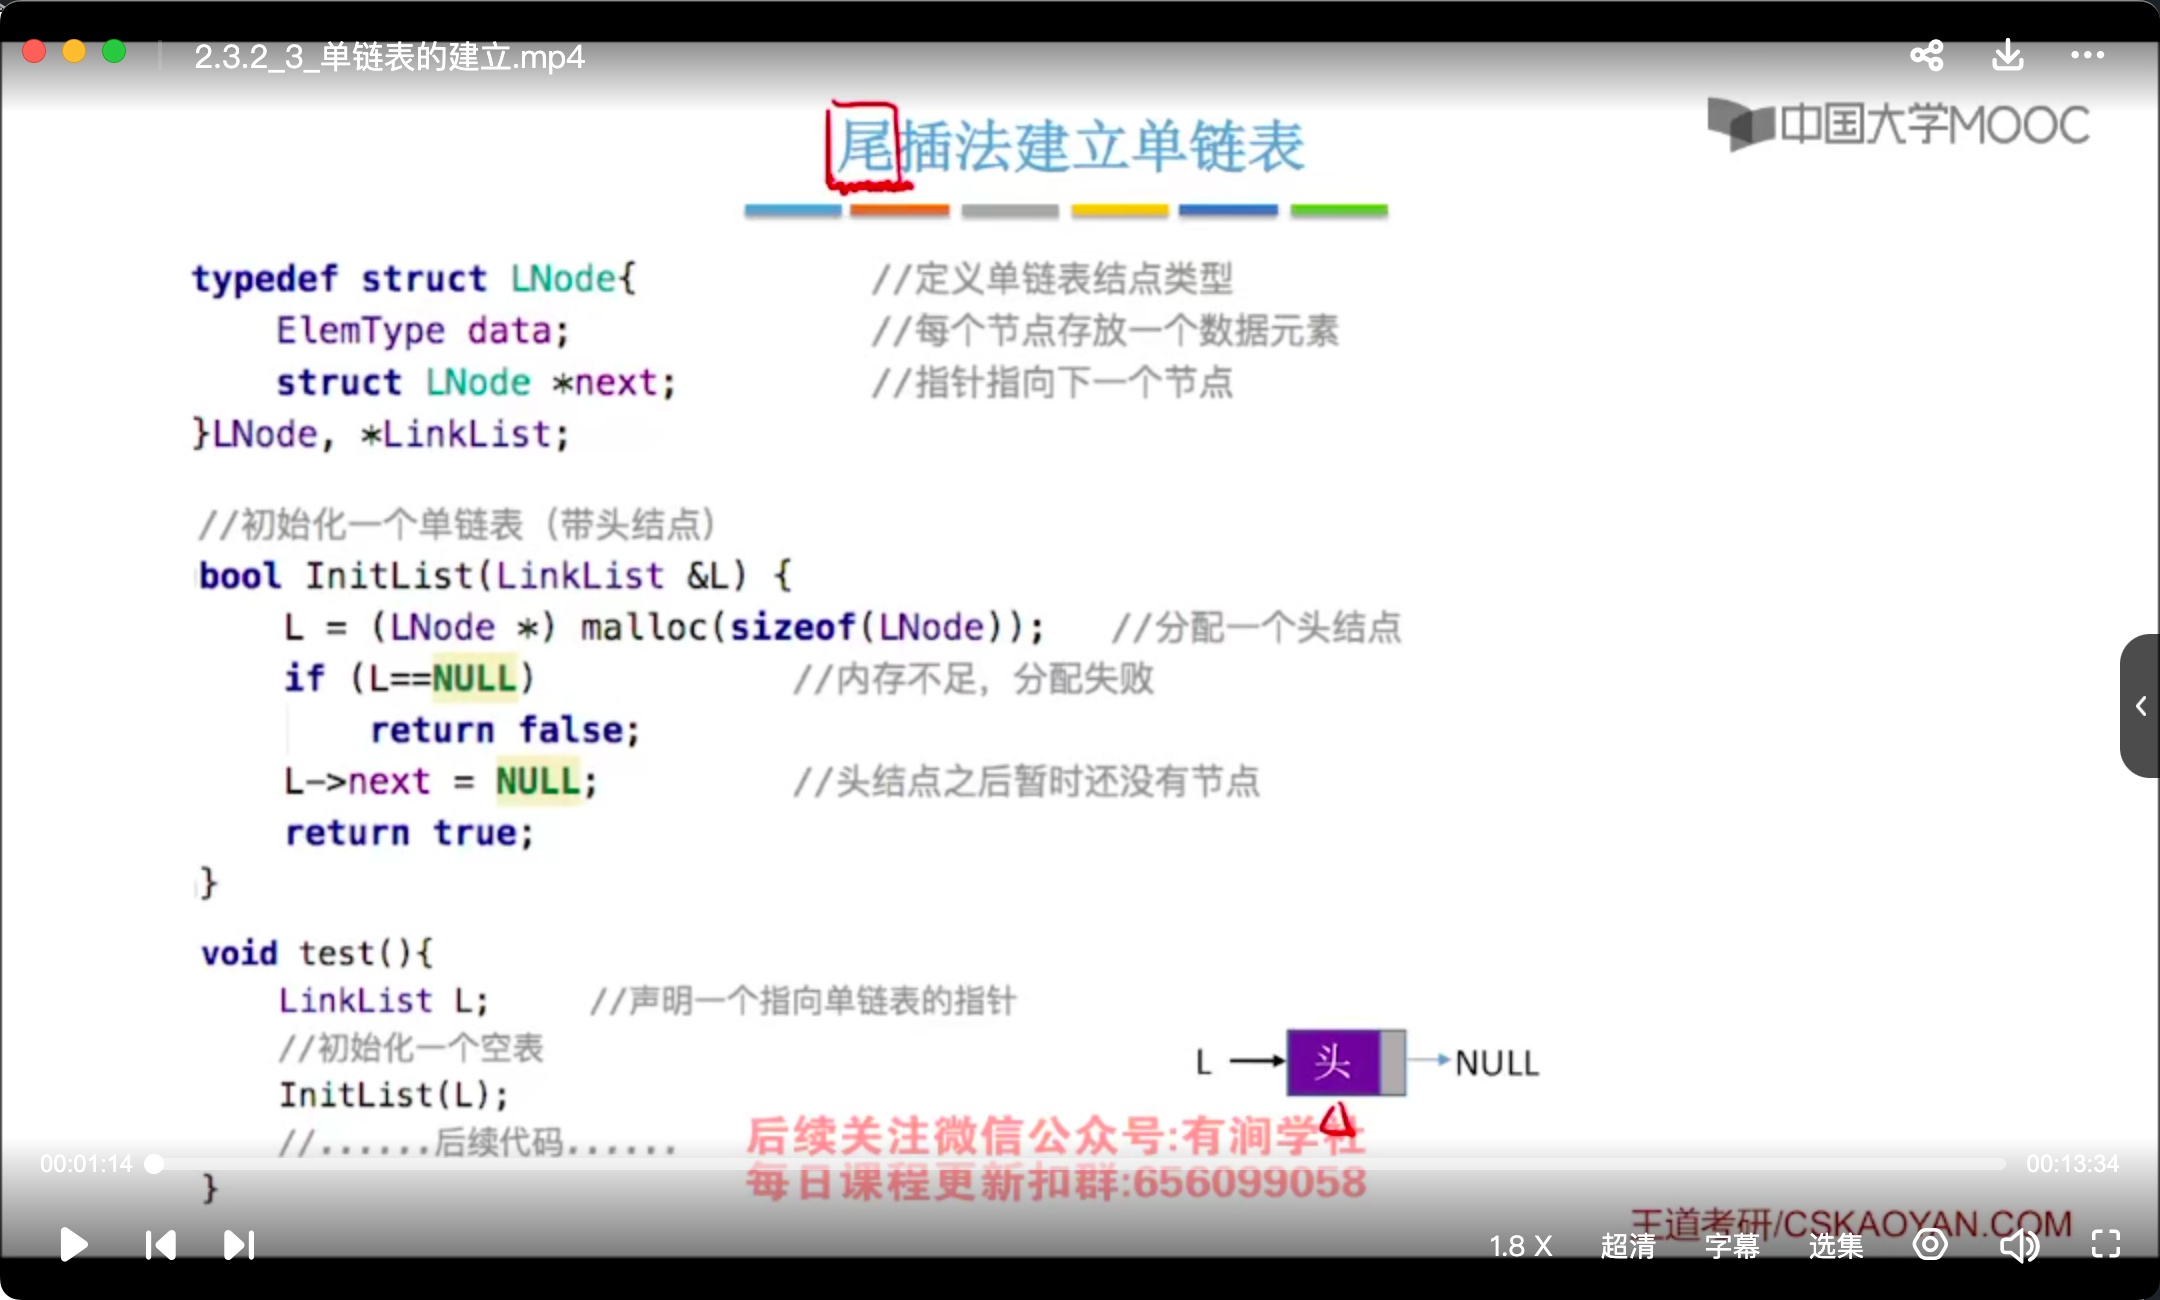 2.3.2_3_单链表的建立.mp4
中国大学MOOC
尾插法建立单链表
typedef struct LNode{ //定义单链表结点类型
ElemType data; //每个节点存放一个数据元素
struct LNode *next; //指针指向下一个节点
}LNode, *LinkList;
//初始化一个单链表（带头结点）
bool InitList(LinkList &L) {
L = (LNode *) malloc(sizeof(LNode)); //分配一个头结点
if (L==NULL) //内存不足，分配失败
return false;
L->next = NULL; //头结点之后暂时还没有节点
return true;
}
void test(){
LinkList L; //声明一个指向单链表的指针
//初始化一个空表
InitList(L);
//......后续代码......
}
L 头 NULL
后续关注微信公众号:有涧学社
每日课程更新扣群:656099058
00:01:14 00:13:34
王道考研/CSKAOYAN.COM
1.8 X 超清 字幕 选集